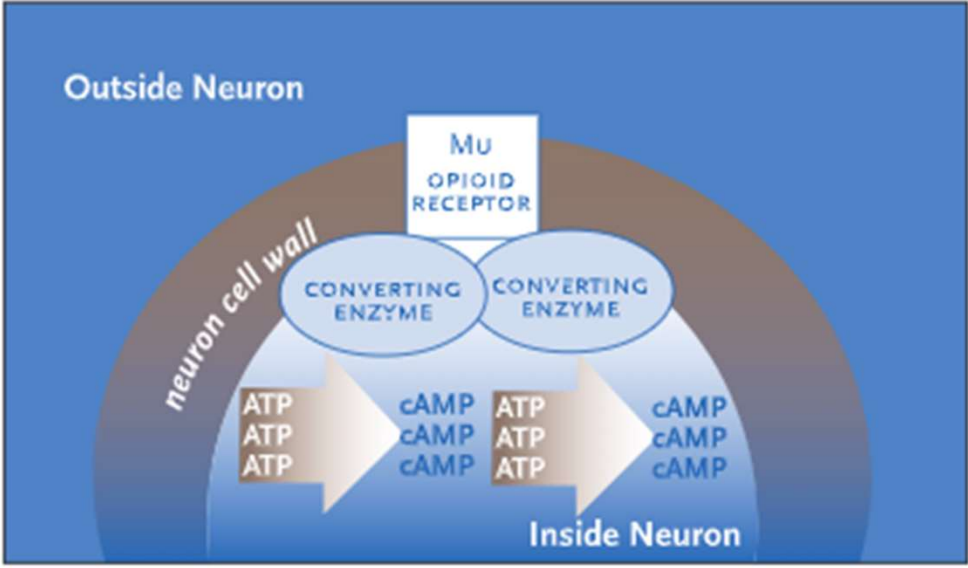 Outside Neuron
Mu
OPIOID
RECEPTOR
neuron cell wall
CONVERTING
ENZYME
CONVERTING
ENZYME
ATP
ATP
ATP
cAMP
cAMP
cAMP
ATP
ATP
ATP
cAMP
cAMP
cAMP
Inside Neuron